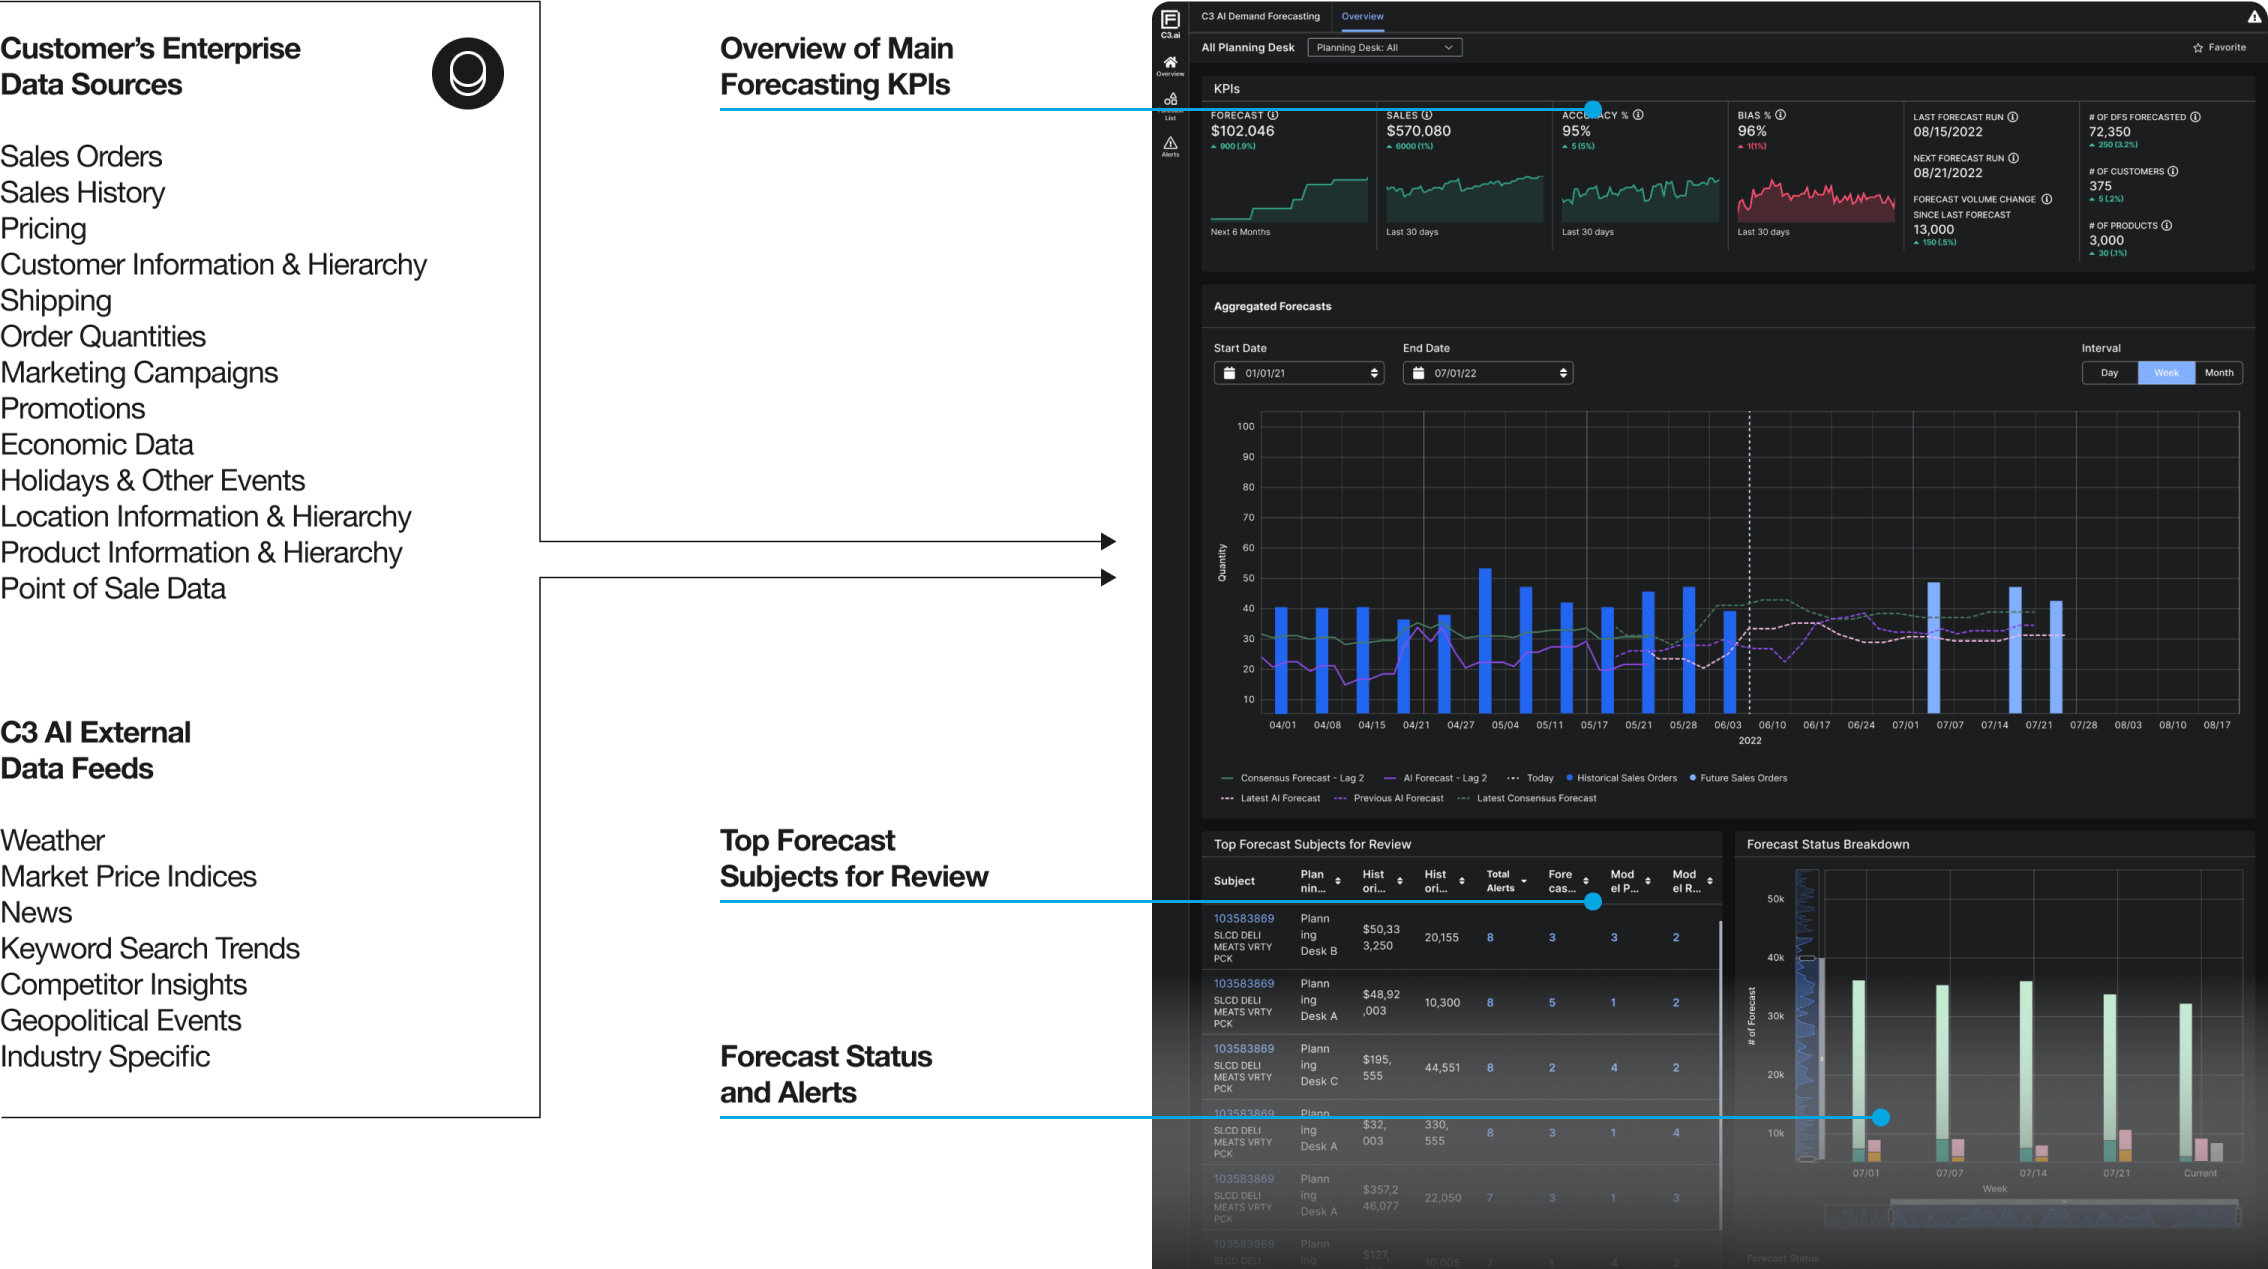 Customer’s Enterprise
Data Sources
Sales Orders
Sales History
Pricing
Customer Information & Hierarchy
Shipping
Order Quantities
Marketing Campaigns
Promotions
Economic Data
Holidays & Other Events
Location Information & Hierarchy
Product Information & Hierarchy
Point of Sale Data
C3 AI External
Data Feeds
Weather
Market Price Indices
News
Keyword Search Trends
Competitor Insights
Geopolitical Events
Industry Specific
Overview of Main
Forecasting KPIs
Top Forecast
Subjects for Review
Forecast Status
and Alerts
C3.ai
Overview
List
Alerts
C3 AI Demand Forecasting Overview
All Planning Desk Planning Desk: All Favorite
KPIs
FORECAST
$102,046
900 (.9%)
Next 6 Months
SALES
$570,080
6000 (1%)
Last 30 days
ACCURACY %
95%
5 (5%)
Last 30 days
BIAS %
96%
1(1%)
Last 30 days
LAST FORECAST RUN
08/15/2022
NEXT FORECAST RUN
08/21/2022
FORECAST VOLUME CHANGE
SINCE LAST FORECAST
13,000
150 (.5%)
# OF DFS FORECASTED
72,350
250 (3.2%)
# OF CUSTOMERS
375
5 (.2%)
# OF PRODUCTS
3,000
30 (.1%)
Aggregated Forecasts
Start Date End Date Interval
01/01/21 07/01/22 Day Week Month
Quantity
100
90
80
70
60
50
40
30
20
10
04/01 04/08 04/15 04/21 04/27 05/04 05/11 05/17 05/21 05/28 06/03 06/10 06/17 06/24 07/01 07/07 07/14 07/21 07/28 08/03 08/10 08/17
2022
Consensus Forecast - Lag 2 AI Forecast - Lag 2 Today Historical Sales Orders Future Sales Orders
Latest AI Forecast Previous AI Forecast Latest Consensus Forecast
Top Forecast Subjects for Review
Subject Plan Hist Hist Total Fore Mod Mod
nin... ori... ori... Alerts cas... el P... el R...
103583869 Plann
SLCD DELI ing $50,33 20,155 8 3 3 2
MEATS VRTY Desk B 3,250
PCK
103583869 Plann
SLCD DELI ing $48,92 10,300 8 5 1 2
MEATS VRTY Desk A ,003
PCK
103583869 Plann
SLCD DELI ing $195, 44,551 8 2 4 2
MEATS VRTY Desk C 555
PCK
103583869 Plann
SLCD DELI ing $32, 330, 8 3 1 4
MEATS VRTY Desk A 003 555
PCK
103583869 Plann
SLCD DELI ing $357,2 22,050 7 3 1 3
MEATS VRTY Desk A 46,077
PCK
103583869 Plann
SLCD DELI ing $127, 10,005 7 1 4 2
Forecast Status Breakdown
# of Forecast
50k
40k
30k
20k
10k
07/01 07/07 07/14 07/21 Current
Week
Forecast Status